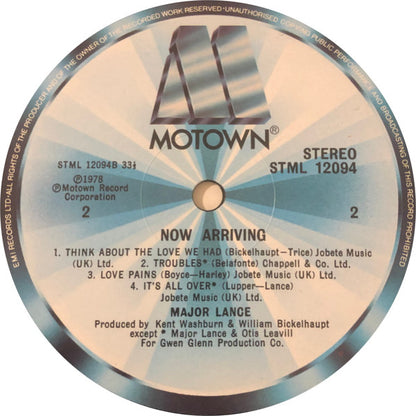 EMI RECORDS LTD·ALL RIGHTS OF THE PRODUCER AND OF THE OWNER OF THE RECORDED WORK RESERVED·UNAUTHORISED COPYING PUBLIC PERFORMANCE AND BROADCASTING
MOTOWN®
STML 12094B 33⅓
STEREO
STML 12094
℗1978
℗Motown Record
Corporation
2
2
NOW ARRIVING
1. THINK ABOUT THE LOVE WE HAD (Bickelhaupt—Trice) Jobete Music
(UK) Ltd. 2. TROUBLES* (Belafonte) Chappell & Co. Ltd.
3. LOVE PAINS (Boyce—Harley) Jobete Music (UK) Ltd.
4. IT'S ALL OVER* (Lupper—Lance)
Jobete Music (UK) Ltd.
MAJOR LANCE
Produced by Kent Washburn & William Bickelhaupt
except * Major Lance & Otis Leavill
For Gwen Glenn Production Co.